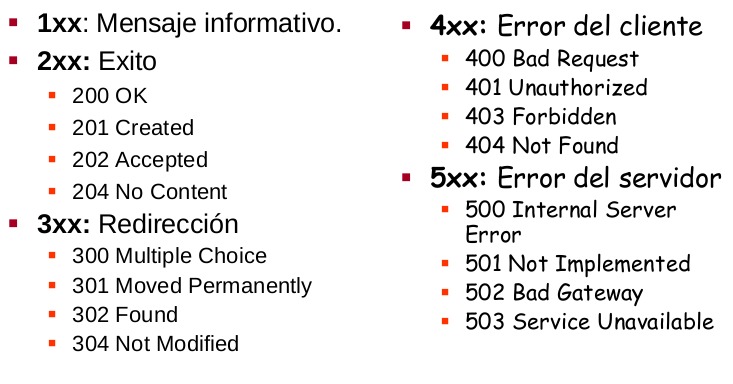 1xx: Mensaje informativo.
2xx: Exito
200 OK
201 Created
202 Accepted
204 No Content
3xx: Redirección
300 Multiple Choice
301 Moved Permanently
302 Found
304 Not Modified
4xx: Error del cliente
400 Bad Request
401 Unauthorized
403 Forbidden
404 Not Found
5xx: Error del servidor
500 Internal Server
Error
501 Not Implemented
502 Bad Gateway
503 Service Unavailable